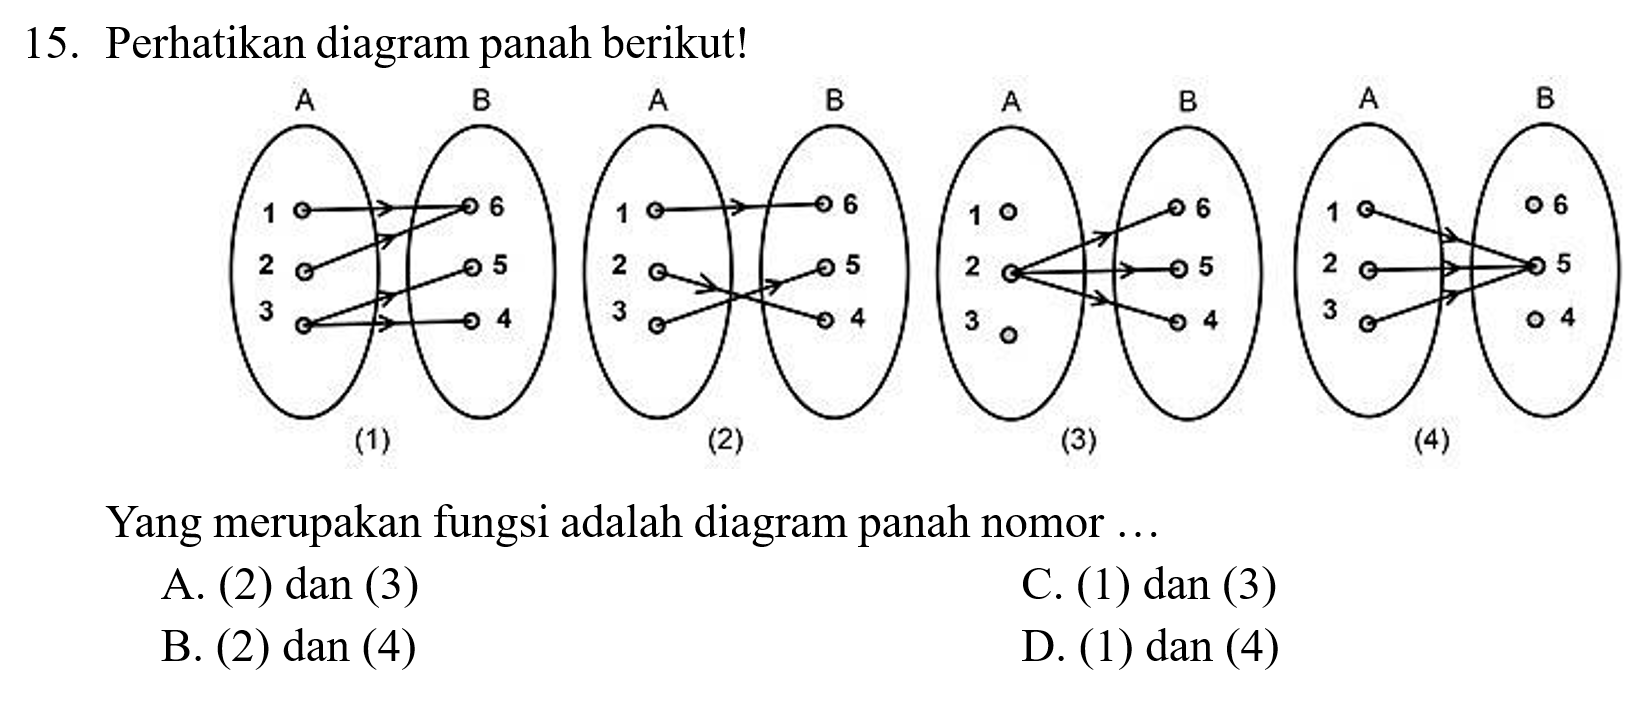 15. Perhatikan diagram panah berikut!
A B A B A B A B
1 6 1 6 1 6 1 6
2 5 2 5 2 5 2 5
3 4 3 4 3 4 3 4
(1) (2) (3) (4)
Yang merupakan fungsi adalah diagram panah nomor …
A. (2) dan (3) C. (1) dan (3)
B. (2) dan (4) D. (1) dan (4)